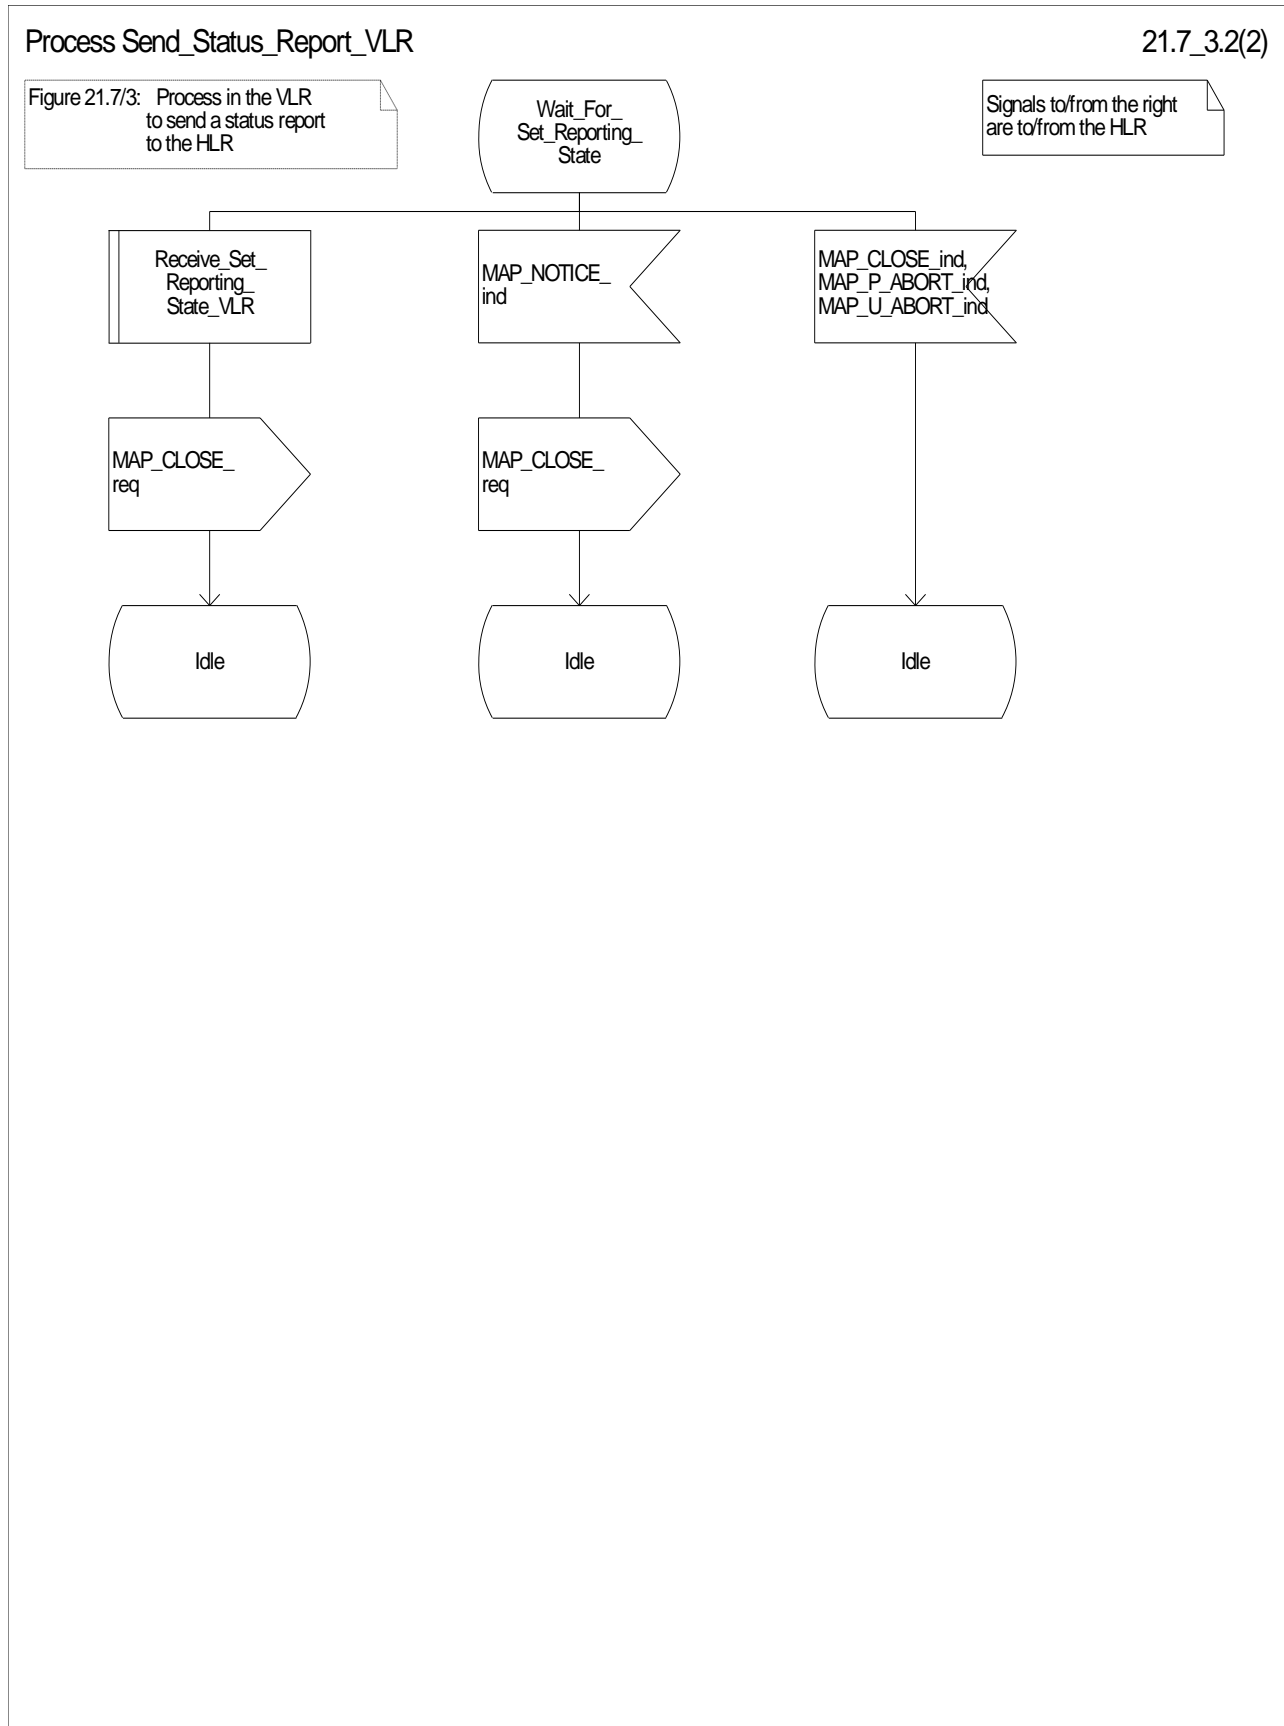 Process Send_Status_Report_VLR
21.7_3.2(2)
Figure 21.7/3: Process in the VLR
to send a status report
to the HLR
Wait_For_
Set_Reporting_
State
Signals to/from the right
are to/from the HLR
Receive_Set_
Reporting_
State_VLR
MAP_NOTICE_
ind
MAP_CLOSE_ind,
MAP_P_ABORT_ind,
MAP_U_ABORT_ind
MAP_CLOSE_
req
MAP_CLOSE_
req
Idle
Idle
Idle